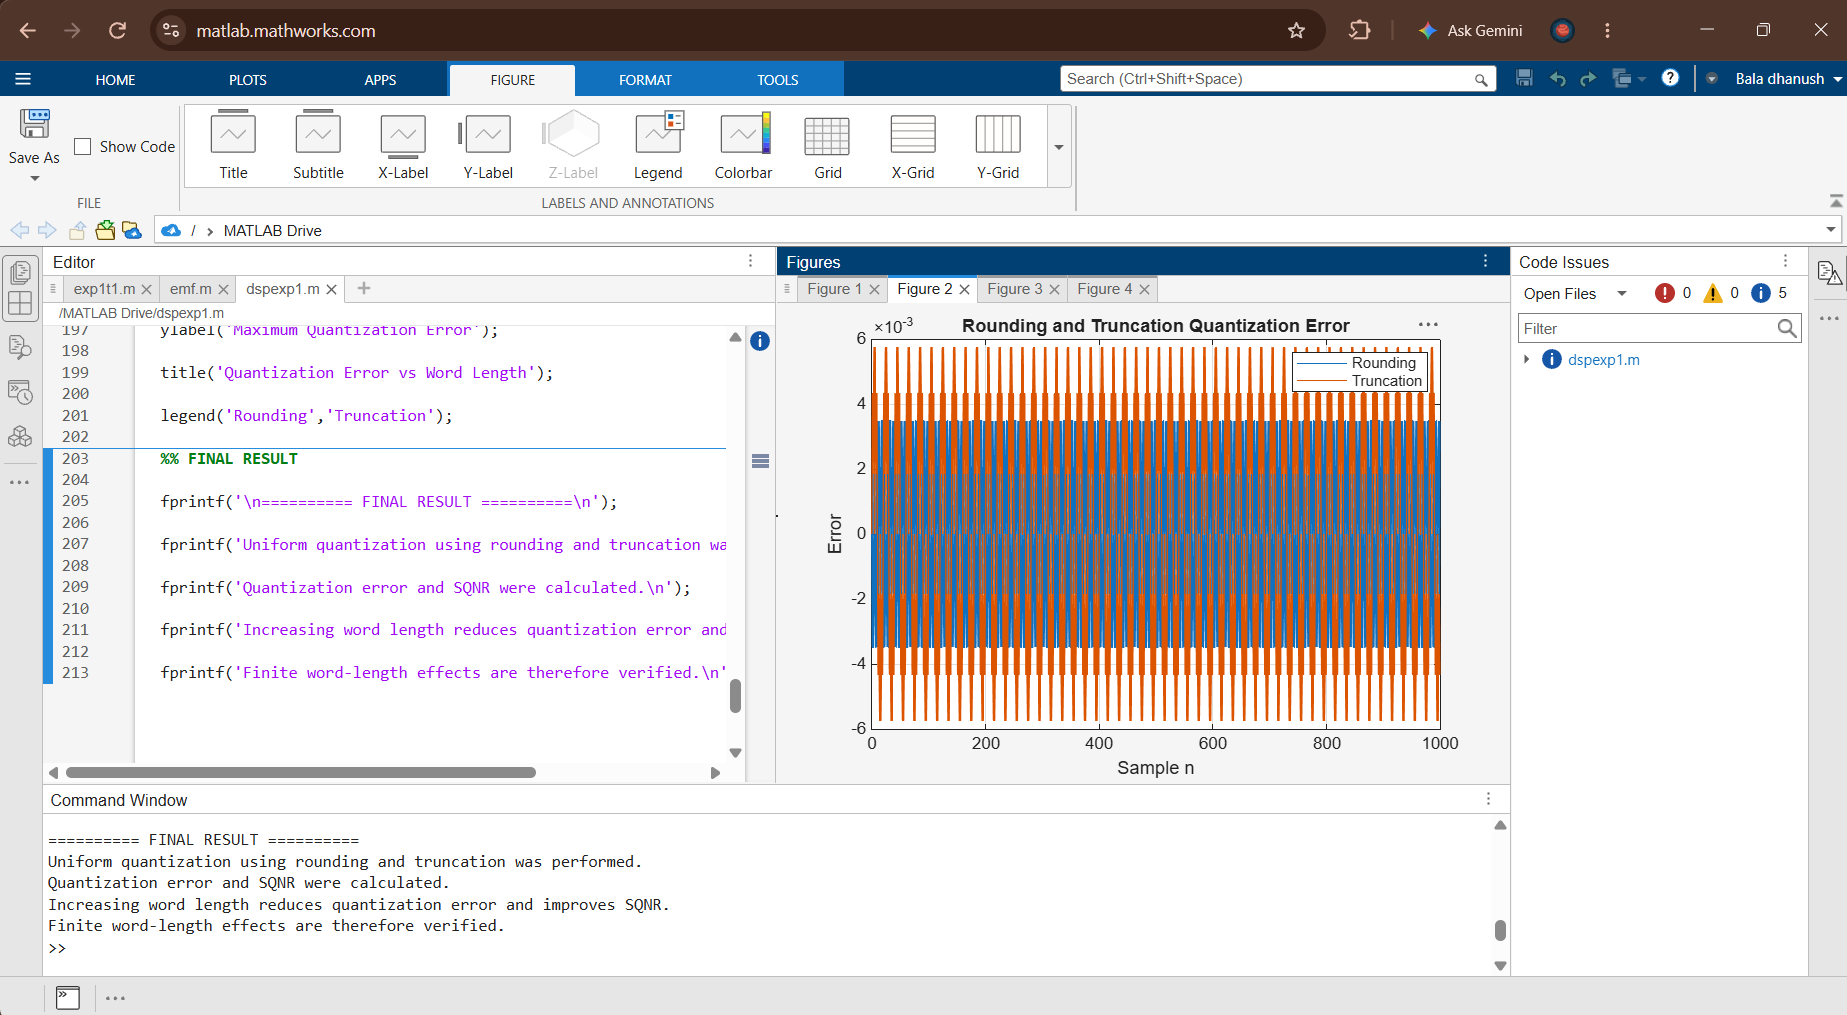 matlab.mathworks.com
Ask Gemini
HOME PLOTS APPS FIGURE FORMAT TOOLS
Search (Ctrl+Shift+Space)
Bala dhanush
Save As
Show Code
Title Subtitle X-Label Y-Label Z-Label Legend Colorbar Grid X-Grid Y-Grid
FILE
LABELS AND ANNOTATIONS
/ › MATLAB Drive
Editor
exp1t1.m emf.m dspexp1.m
/MATLAB Drive/dspexp1.m
197 ylabel('Maximum Quantization Error');
198
199 title('Quantization Error vs Word Length');
200
201 legend('Rounding','Truncation');
202
203 %% FINAL RESULT
204
205 fprintf('\n========== FINAL RESULT ==========\n');
206
207 fprintf('Uniform quantization using rounding and truncation wa
208
209 fprintf('Quantization error and SQNR were calculated.\n');
210
211 fprintf('Increasing word length reduces quantization error and
212
213 fprintf('Finite word-length effects are therefore verified.\n'
Figures
Figure 1 Figure 2 Figure 3 Figure 4
×10-3
Rounding and Truncation Quantization Error
Rounding
Truncation
6
4
2
0
-2
-4
-6
Error
0 200 400 600 800 1000
Sample n
Code Issues
Open Files 0 0 5
Filter
dspexp1.m
Command Window
========== FINAL RESULT ==========
Uniform quantization using rounding and truncation was performed.
Quantization error and SQNR were calculated.
Increasing word length reduces quantization error and improves SQNR.
Finite word-length effects are therefore verified.
>>